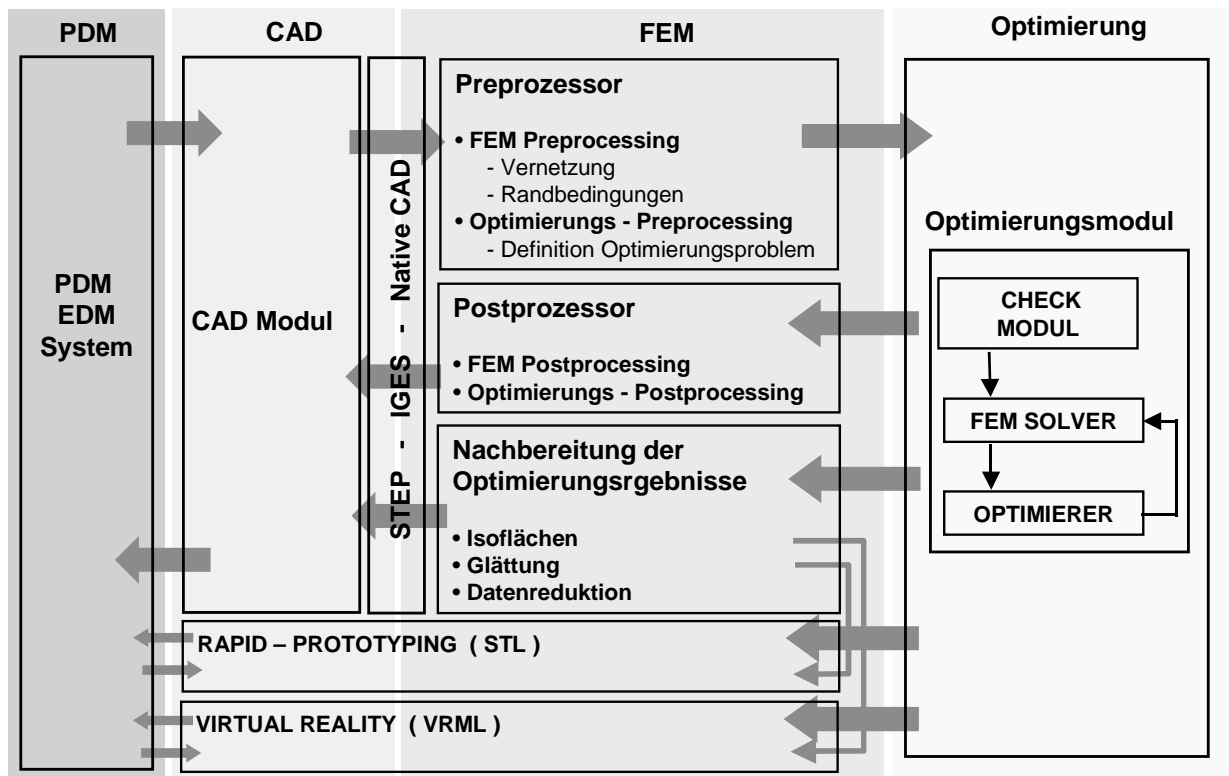 PDM
CAD
FEM
Optimierung
PDM
EDM
System
CAD Modul
STEP - IGES - Native CAD
Preprozessor
• FEM Preprocessing
- Vernetzung
- Randbedingungen
• Optimierungs - Preprocessing
- Definition Optimierungsproblem
Postprozessor
• FEM Postprocessing
• Optimierungs - Postprocessing
Nachbereitung der
Optimierungsrgebnisse
• Isoflächen
• Glättung
• Datenreduktion
RAPID – PROTOTYPING ( STL )
VIRTUAL REALITY ( VRML )
Optimierungsmodul
CHECK
MODUL
FEM SOLVER
OPTIMIERER